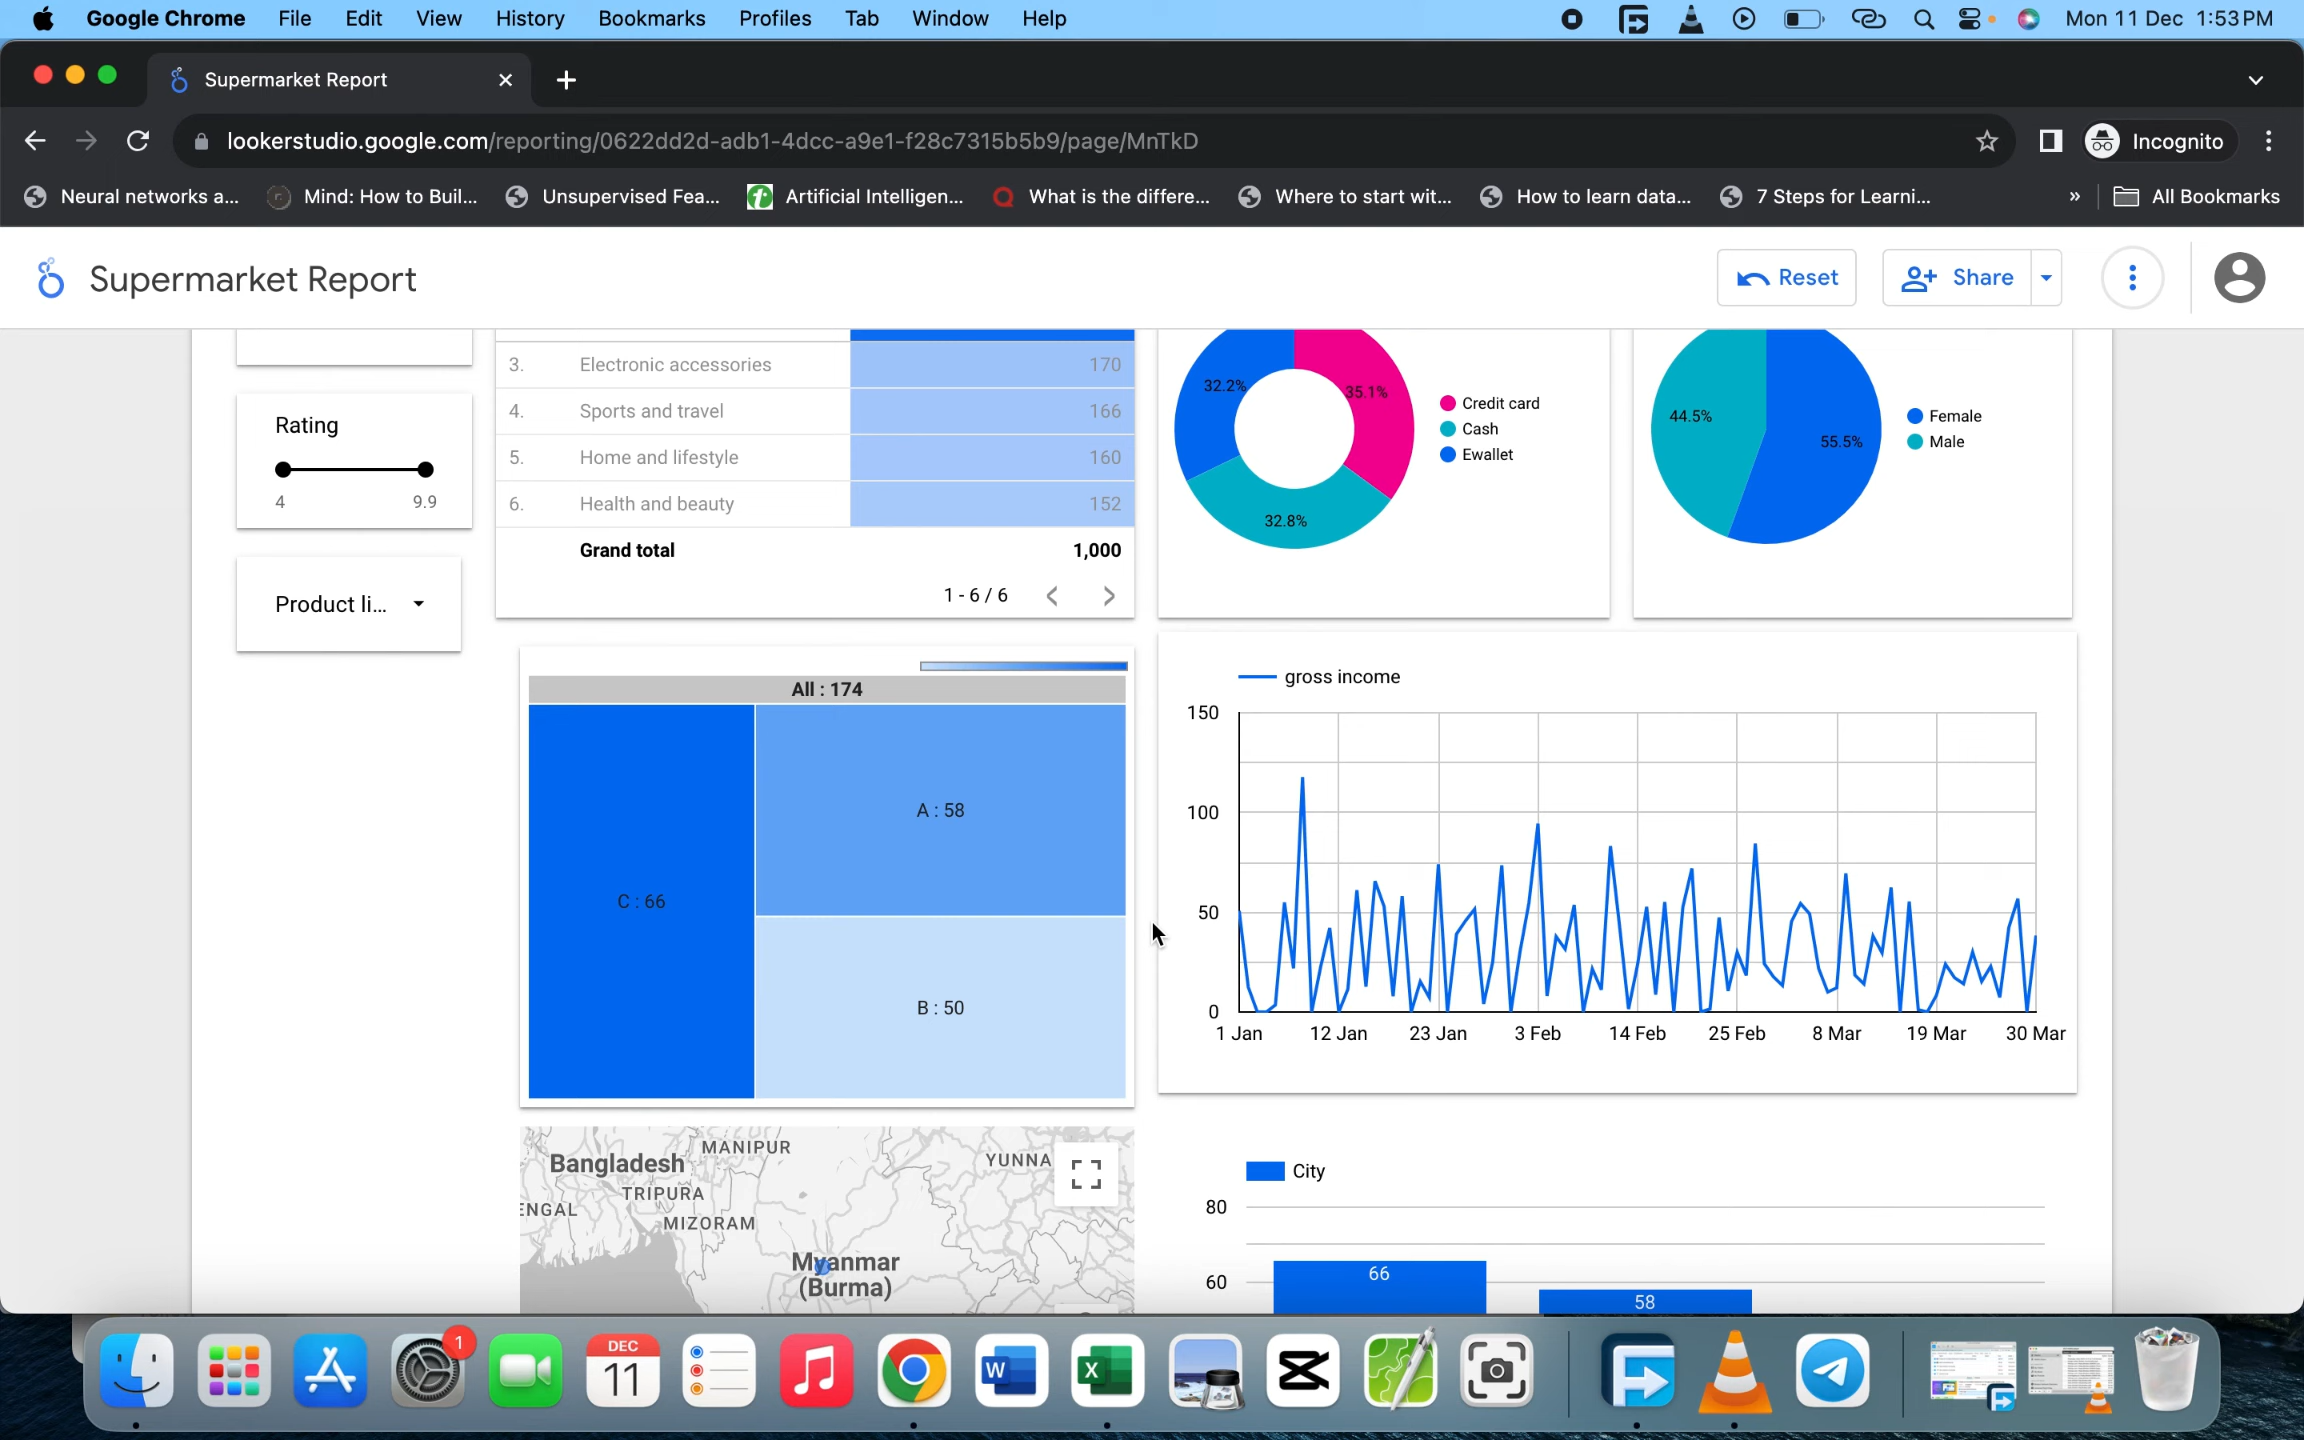 Google Chrome File Edit View History Bookmarks Profiles Tab Window Help Mon 11 Dec 1:53 PM
Supermarket Report
lookerstudio.google.com/reporting/0622dd2d-adb1-4dcc-a9e1-f28c7315b5b9/page/MnTkD
Incognito
Neural networks a... Mind: How to Buil... Unsupervised Fea... Artificial Intelligen... What is the differe... Where to start wit... How to learn data... 7 Steps for Learni... » All Bookmarks
Supermarket Report
Reset
Share
Rating
4 9.9
Product li...
3. Electronic accessories 170
4. Sports and travel 166
5. Home and lifestyle 160
6. Health and beauty 152
Grand total 1,000
1 - 6 / 6
32.2%
35.1%
32.8%
Credit card
Cash
Ewallet
44.5%
55.5%
Female
Male
All : 174
C : 66
A : 58
B : 50
gross income
150
100
50
0
1 Jan 12 Jan 23 Jan 3 Feb 14 Feb 25 Feb 8 Mar 19 Mar 30 Mar
MANIPUR
Bangladesh
YUNNA
TRIPURA
ENGAL
MIZORAM
Myanmar
(Burma)
City
80
60
66
58
1
DEC
11
W
X